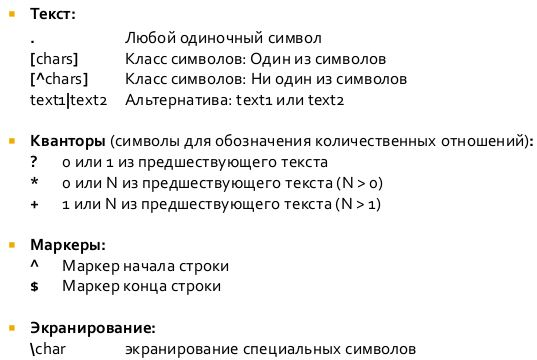 Текст:
. Любой одиночный символ
[chars] Класс символов: Один из символов
[^chars] Класс символов: Ни один из символов
text1|text2 Альтернатива: text1 или text2
Кванторы (символы для обозначения количественных отношений):
? 0 или 1 из предшествующего текста
* 0 или N из предшествующего текста (N > 0)
+ 1 или N из предшествующего текста (N > 1)
Маркеры:
^ Маркер начала строки
$ Маркер конца строки
Экранирование:
\char экранирование специальных символов